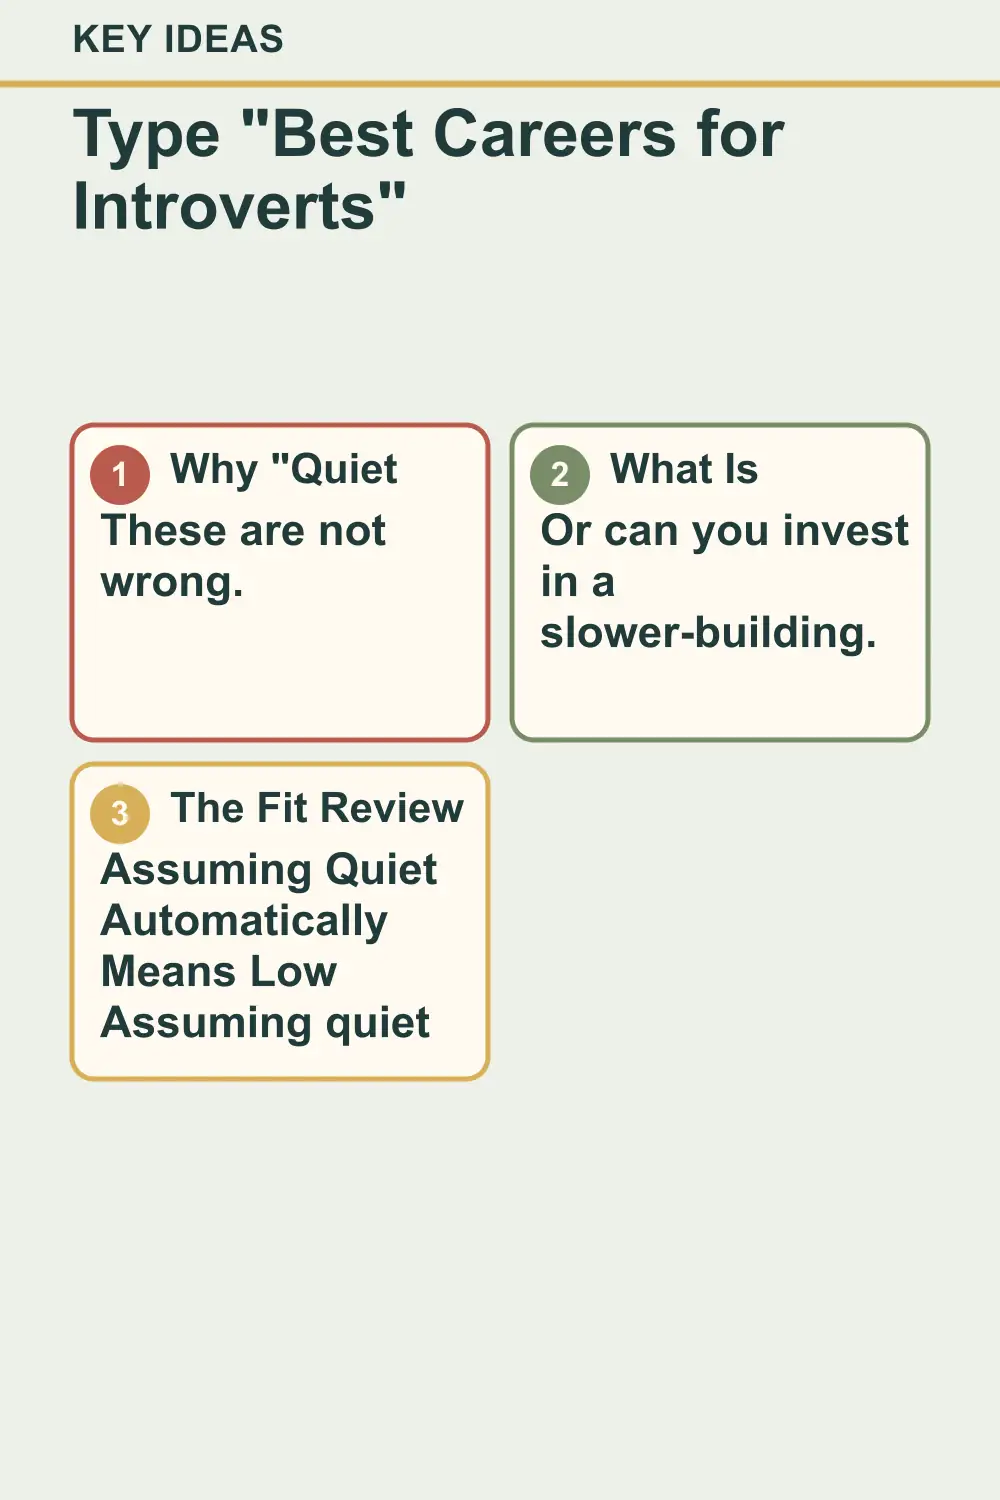 KEY IDEAS
Type "Best Careers for
Introverts"
1 Why "Quiet
These are not
wrong.
2 What Is
Or can you invest
in a
slower-building.
3 The Fit Review
Assuming Quiet
Automatically
Means Low
Assuming quiet